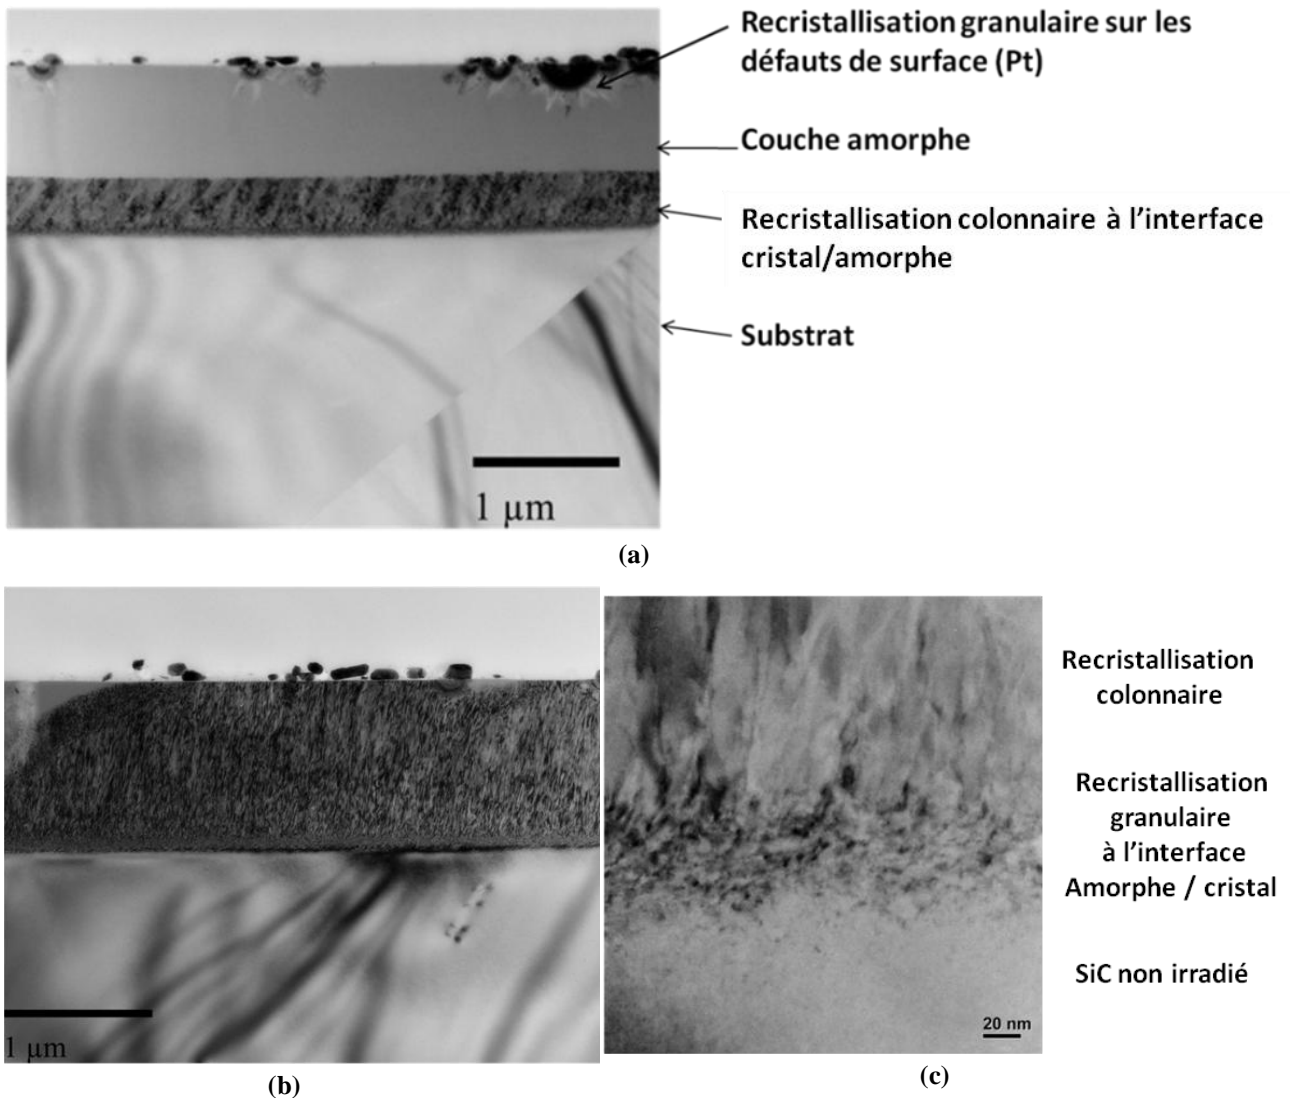 Recristallisation granulaire sur les
défauts de surface (Pt)
Couche amorphe
Recristallisation colonnaire à l'interface
cristal/amorphe
Substrat
1 µm
(a)
Recristallisation
colonnaire
Recristallisation
granulaire
à l'interface
Amorphe / cristal
SiC non irradié
20 nm
1 µm
(b)
(c)